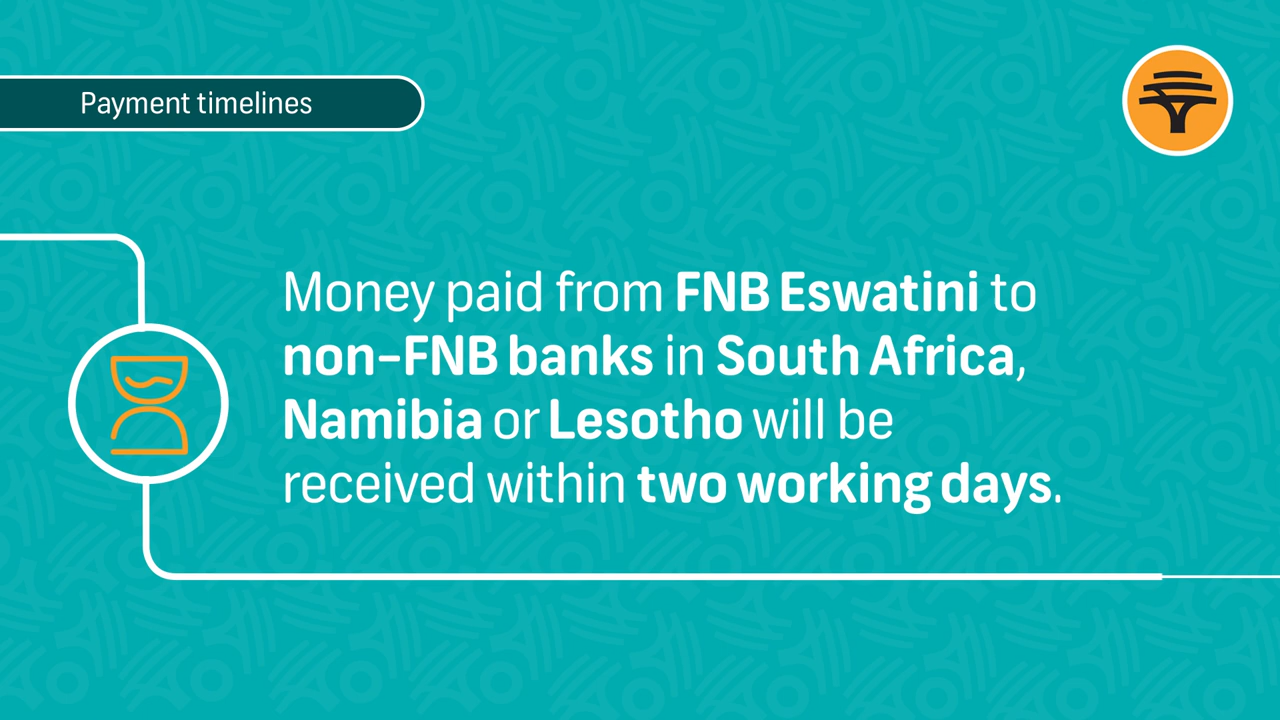 Payment timelines
Money paid from FNB Eswatini to
non-FNB banks in South Africa,
Namibia or Lesotho will be
received within two working days.